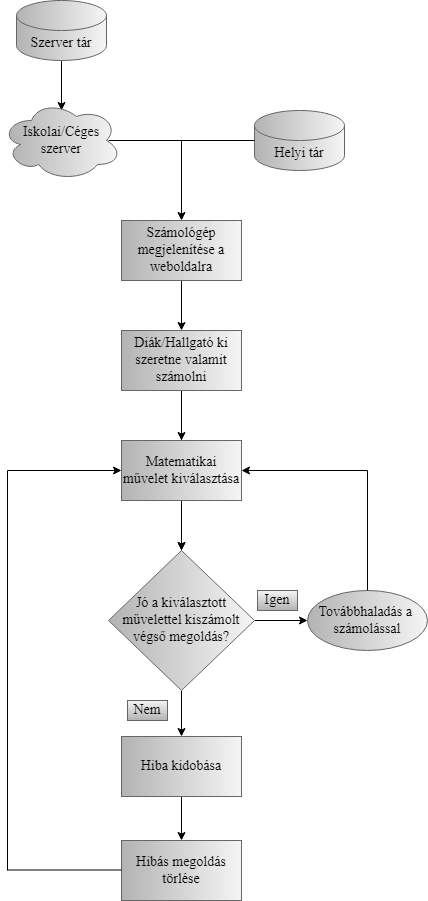 Szerver tár
Iskolai/Céges
szerver
Helyi tár
Számológép
megjelenítése a
weboldalra
Diák/Hallgató ki
szeretne valamit
számolni
Matematikai
művelet kiválasztása
Jó a kiválasztott
művelettel kiszámolt
végső megoldás?
Igen
Továbbhaladás a
számolással
Nem
Hiba kidobása
Hibás megoldás
törlése